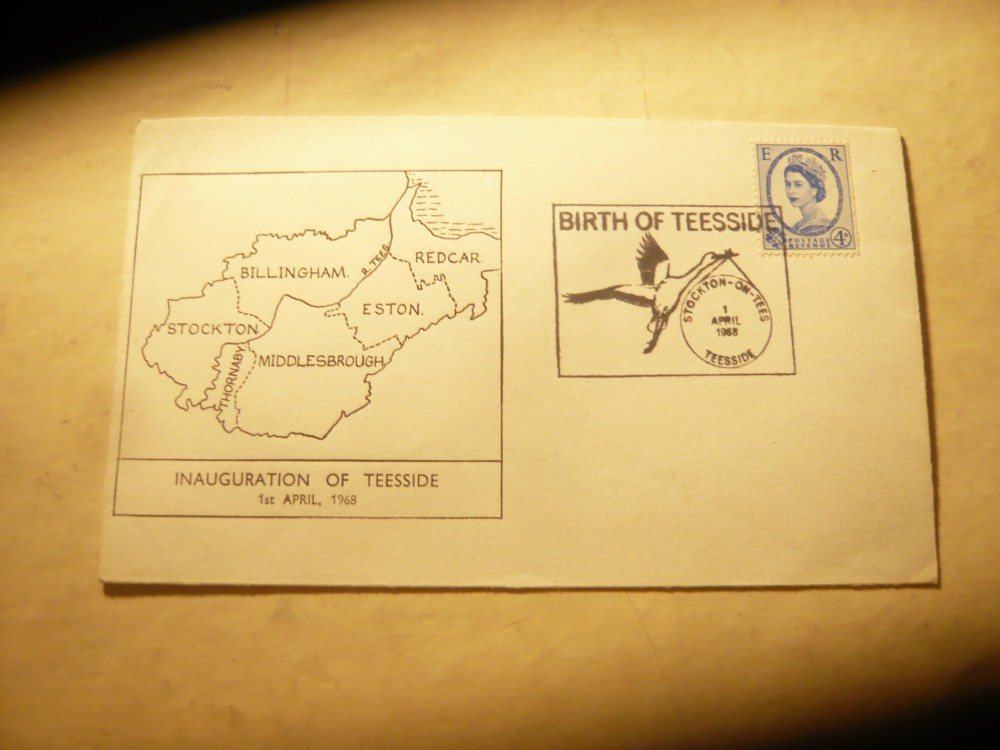 BILLINGHAM.
R. TEES
REDCAR
ESTON.
STOCKTON
THORNABY
MIDDLESBROUGH
INAUGURATION OF TEESSIDE
1st APRIL, 1968
BIRTH OF TEESSIDE
STOCKTON-ON-TEES
1
APRIL
1968
TEESSIDE
E R
POSTAGE
REVENUE
4D